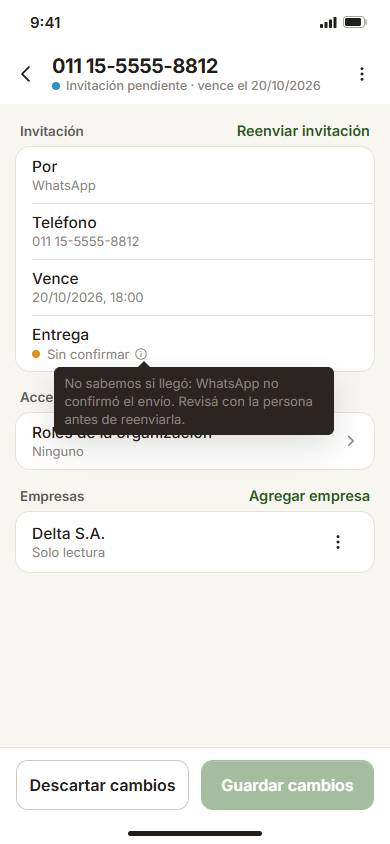 9:41
011 15-5555-8812
Invitación pendiente · vence el 20/10/2026
Invitación
Reenviar invitación
Por
WhatsApp
Teléfono
011 15-5555-8812
Vence
20/10/2026, 18:00
Entrega
Sin confirmar
No sabemos si llegó: WhatsApp no
confirmó el envío. Revisá con la persona
antes de reenviarla.
Acce
Roles de la organización
Ninguno
Empresas
Agregar empresa
Delta S.A.
Solo lectura
Descartar cambios
Guardar cambios